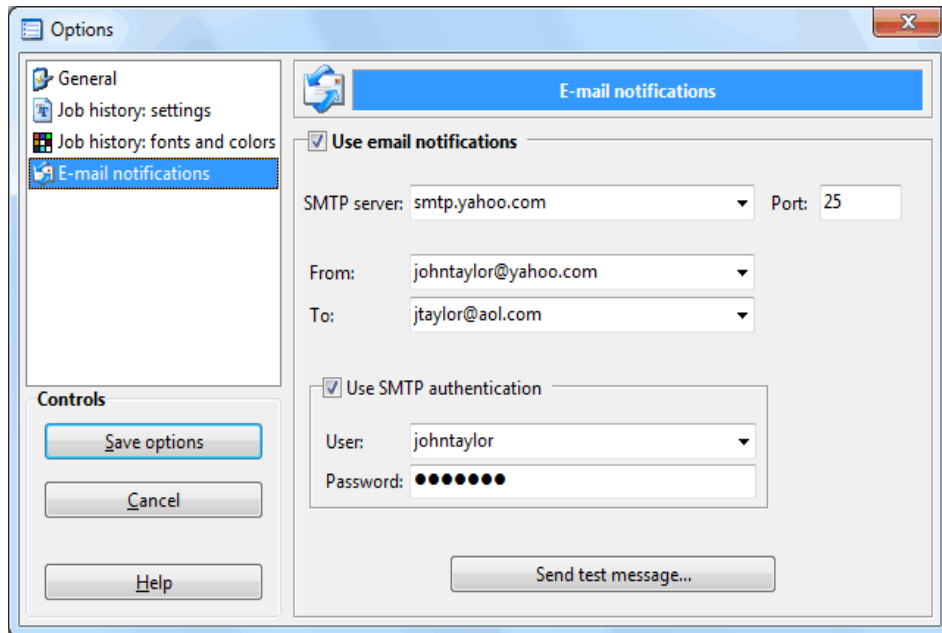 Options
General
Job history: settings
Job history: fonts and colors
E-mail notifications
Controls
Save options
Cancel
Help
E-mail notifications
Use email notifications
SMTP server: smtp.yahoo.com Port: 25
From: johntaylor@yahoo.com
To: jtaylor@aol.com
Use SMTP authentication
User: johntaylor
Password: ●●●●●●●
Send test message...